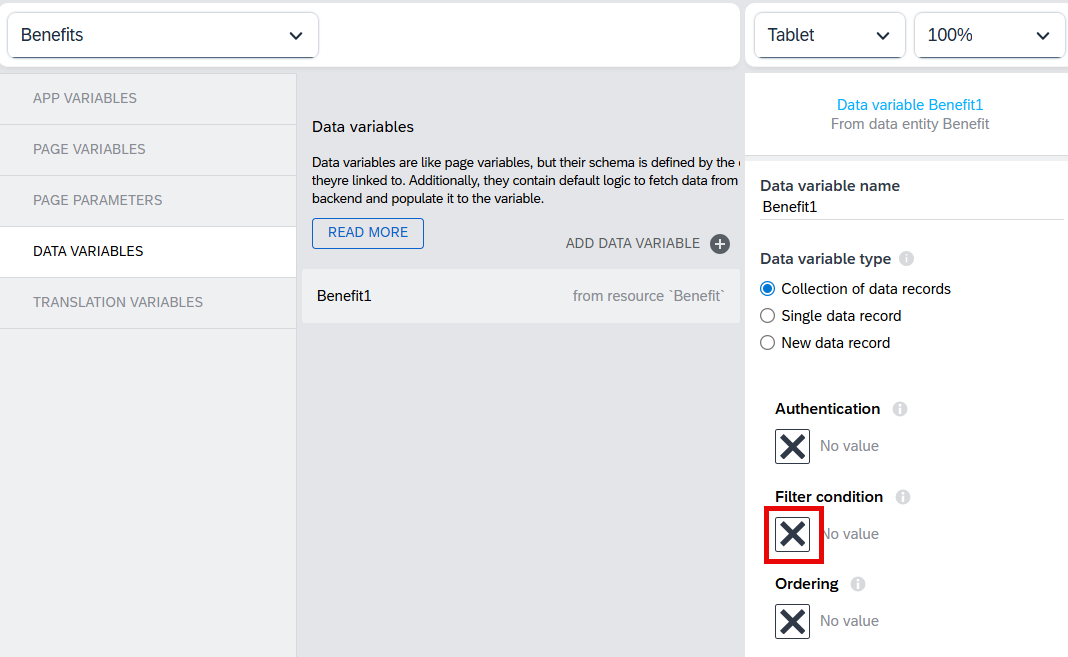 Benefits
Tablet
100%
APP VARIABLES
PAGE VARIABLES
PAGE PARAMETERS
DATA VARIABLES
TRANSLATION VARIABLES
Data variables
Data variables are like page variables, but their schema is defined by the
theyre linked to. Additionally, they contain default logic to fetch data from
backend and populate it to the variable.
READ MORE
ADD DATA VARIABLE
Benefit1
from resource `Benefit`
Data variable Benefit1
From data entity Benefit
Data variable name
Benefit1
Data variable type
Collection of data records
Single data record
New data record
Authentication
No value
Filter condition
No value
Ordering
No value